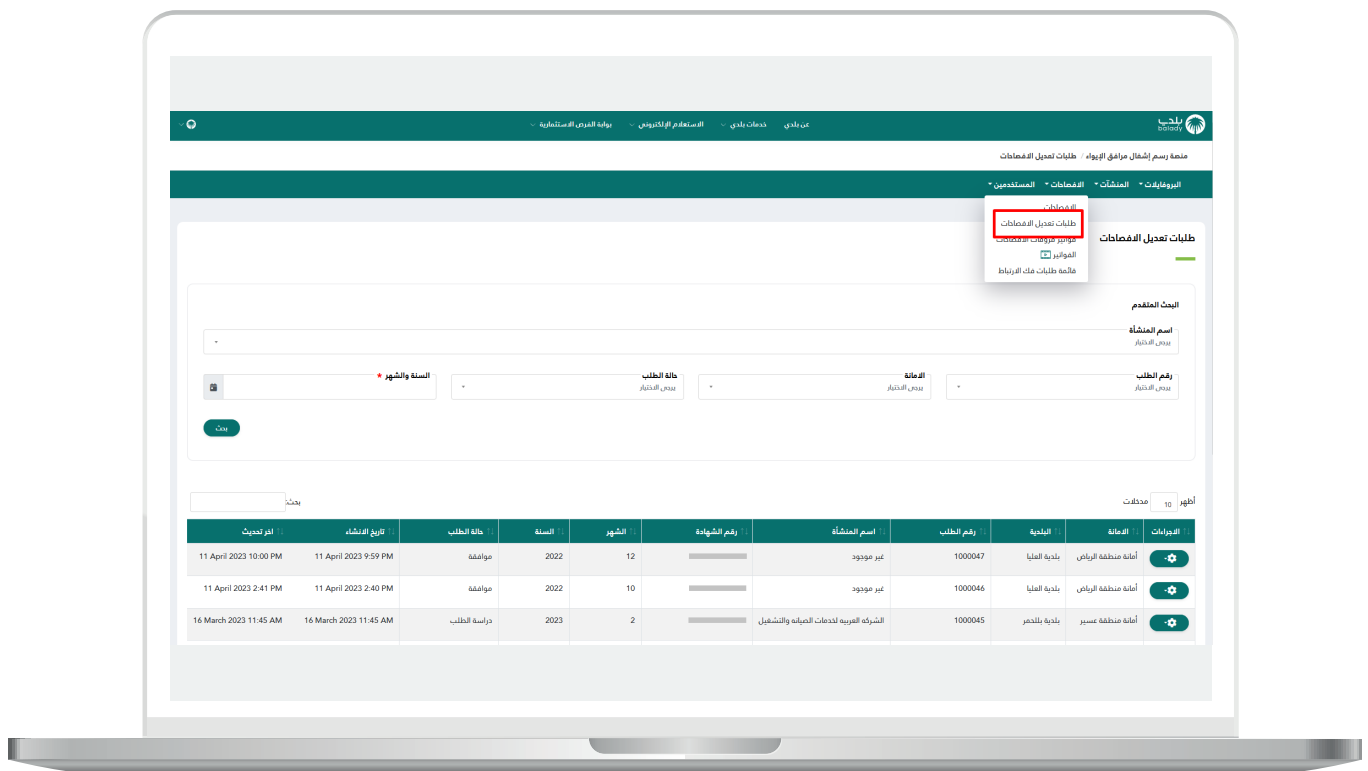 بلدي
balady
عن بلدي خدمات بلدي الاستعلام الإلكتروني بوابة الفرص الاستثمارية
منصة رسم إشغال مرافق الإيواء / طلبات تعديل الافصاحات
البروفايلات المنشآت الافصاحات المستخدمين
الافصاحات
طلبات تعديل الافصاحات
فواتير فروقات الافصاحات
الفواتير
قائمة طلبات فك الارتباط
طلبات تعديل الافصاحات
البحث المتقدم
اسم المنشأة
يرجى الاختيار
رقم الطلب الامانة حالة الطلب السنة والشهر *
يرجى الاختيار يرجى الاختيار يرجى الاختيار
بحث
أظهر 10 مدخلات بحث:
الاجراءات الامانة البلدية رقم الطلب اسم المنشأة رقم الشهادة الشهر السنة حالة الطلب تاريخ الانشاء اخر تحديث
أمانة منطقة الرياض بلدية العليا 1000047 غير موجود 12 2022 موافقة 11 April 2023 9:59 PM 11 April 2023 10:00 PM
أمانة منطقة الرياض بلدية العليا 1000046 غير موجود 10 2022 موافقة 11 April 2023 2:40 PM 11 April 2023 2:41 PM
أمانة منطقة عسير بلدية بللحمر 1000045 الشركه العربيه لخدمات الصيانه والتشغيل 2 2023 دراسة الطلب 16 March 2023 11:45 AM 16 March 2023 11:45 AM